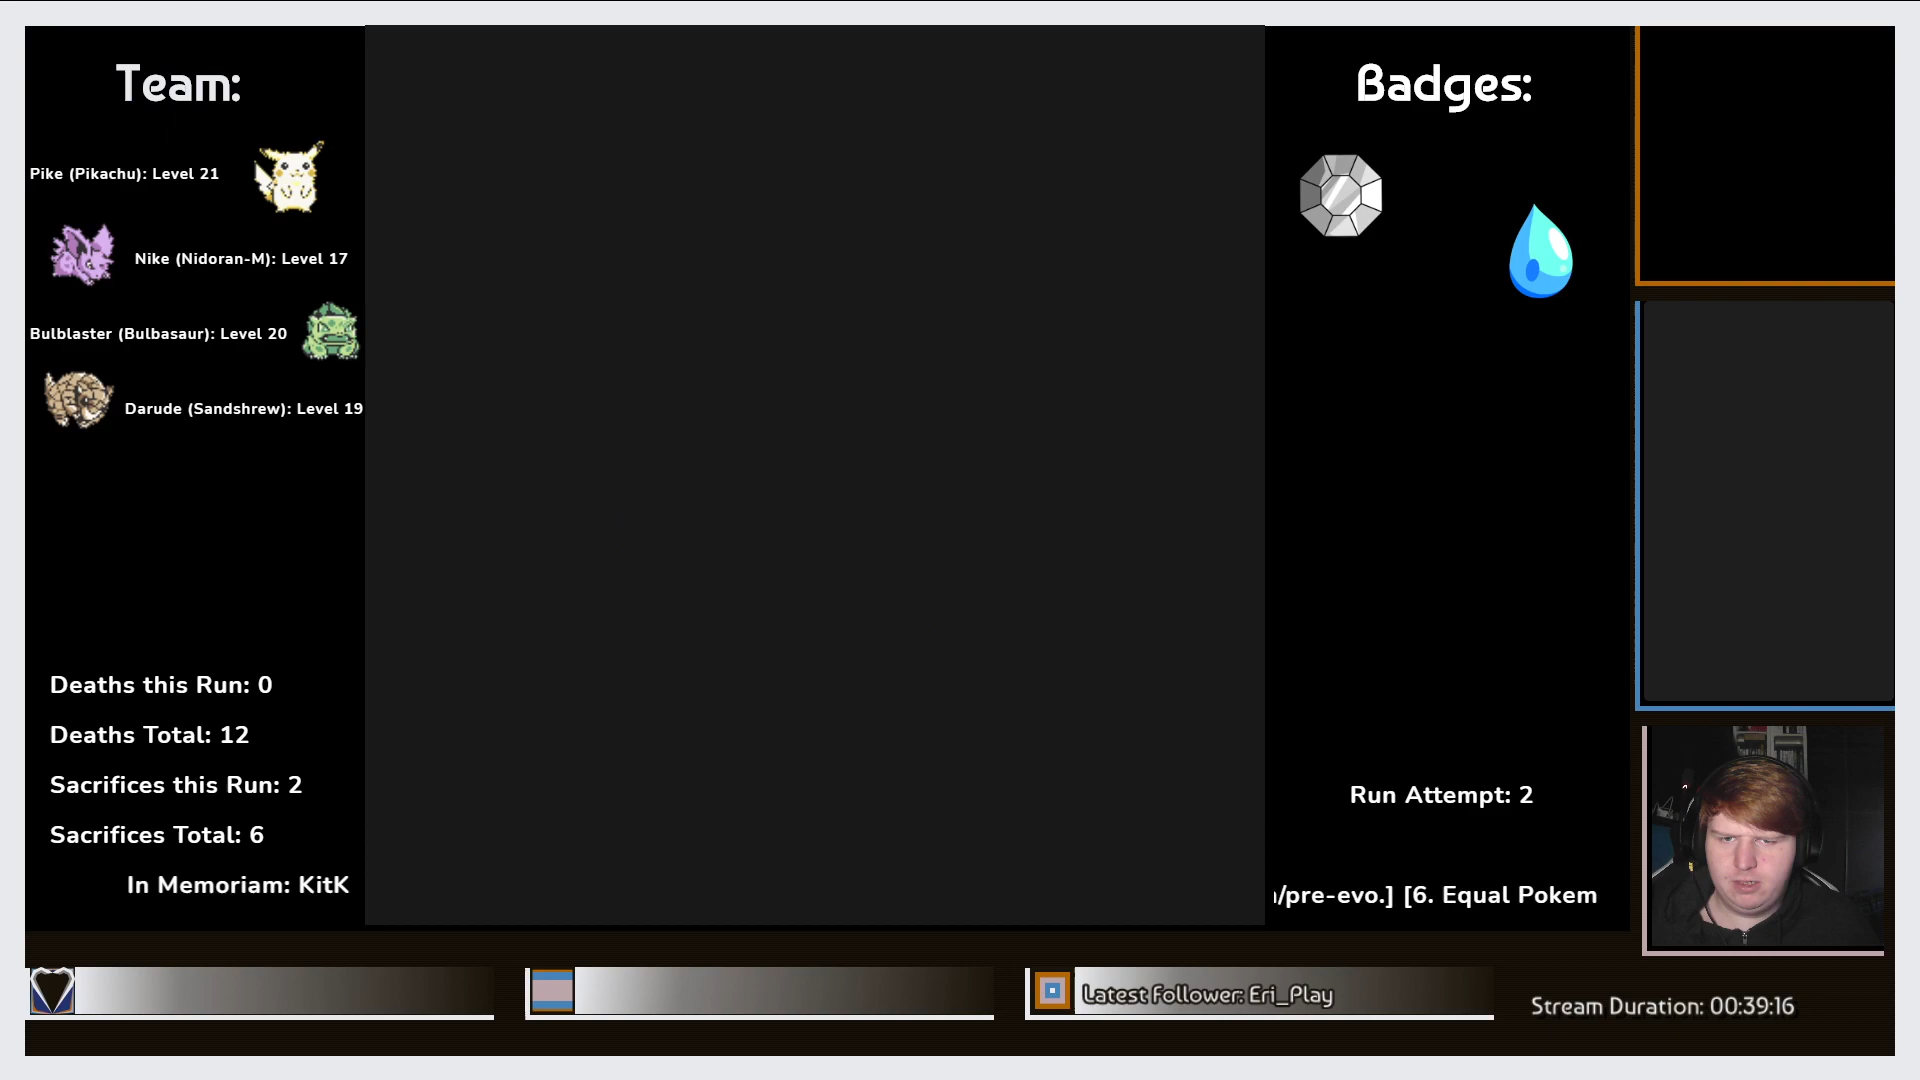 Team:
Pike (Pikachu): Level 21
Nike (Nidoran-M): Level 17
Bulblaster (Bulbasaur): Level 20
Darude (Sandshrew): Level 19
Deaths this Run: 0
Deaths Total: 12
Sacrifices this Run: 2
Sacrifices Total: 6
In Memoriam: KitK
Badges:
Run Attempt: 2
/pre-evo.] [6. Equal Pokem
Latest Follower: Eri_Play
Stream Duration: 00:39:16